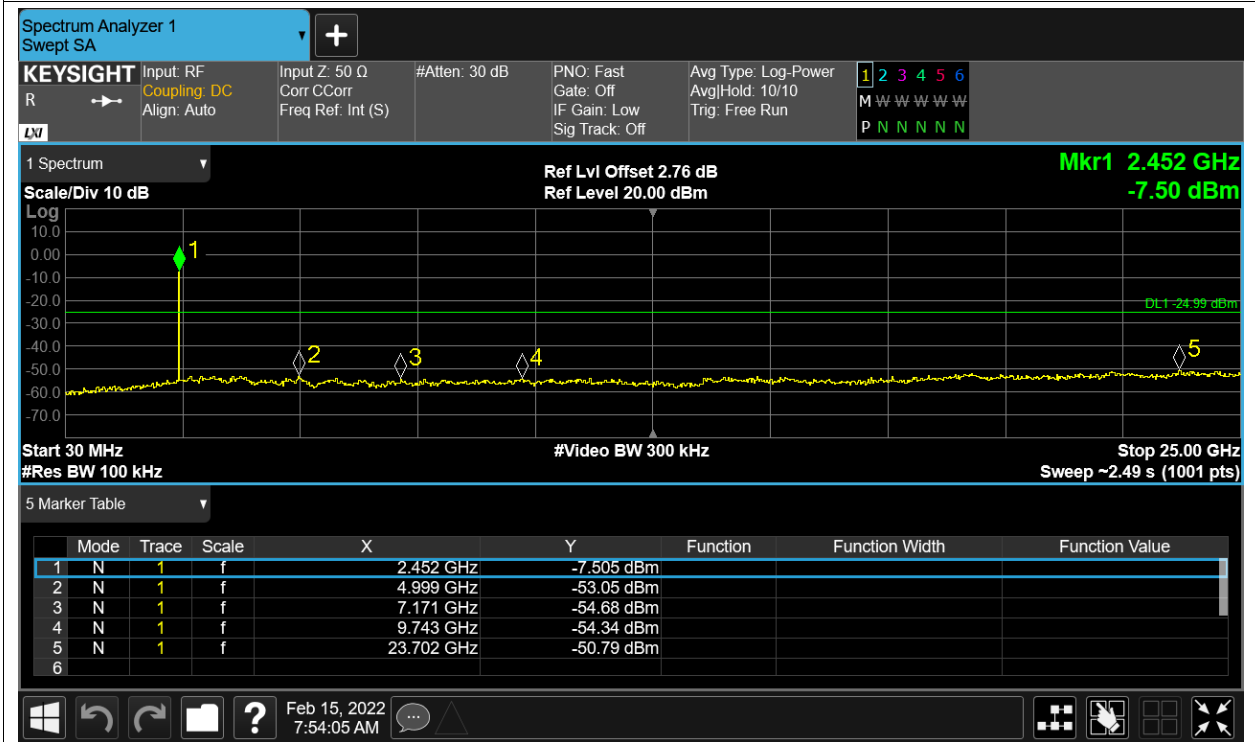 Spectrum Analyzer 1
Swept SA
+
KEYSIGHT
R
LXI
Input: RF
Coupling: DC
Align: Auto
Input Z: 50 Ω
Corr CCorr
Freq Ref: Int (S)
#Atten: 30 dB
PNO: Fast
Gate: Off
IF Gain: Low
Sig Track: Off
Avg Type: Log-Power
Avg|Hold: 10/10
Trig: Free Run
1 2 3 4 5 6
M W W W W W
P N N N N N
1 Spectrum
Scale/Div 10 dB
Ref Lvl Offset 2.76 dB
Ref Level 20.00 dBm
Mkr1 2.452 GHz
-7.50 dBm
Log
10.0
0.00
-10.0
-20.0
-30.0
-40.0
-50.0
-60.0
-70.0
1
2
3
4
5
DL1 -24.99 dBm
Start 30 MHz
#Res BW 100 kHz
#Video BW 300 kHz
Stop 25.00 GHz
Sweep ~2.49 s (1001 pts)
5 Marker Table
Mode Trace Scale X Y Function Function Width Function Value
1 N 1 f 2.452 GHz -7.505 dBm
2 N 1 f 4.999 GHz -53.05 dBm
3 N 1 f 7.171 GHz -54.68 dBm
4 N 1 f 9.743 GHz -54.34 dBm
5 N 1 f 23.702 GHz -50.79 dBm
6
?
Feb 15, 2022
7:54:05 AM